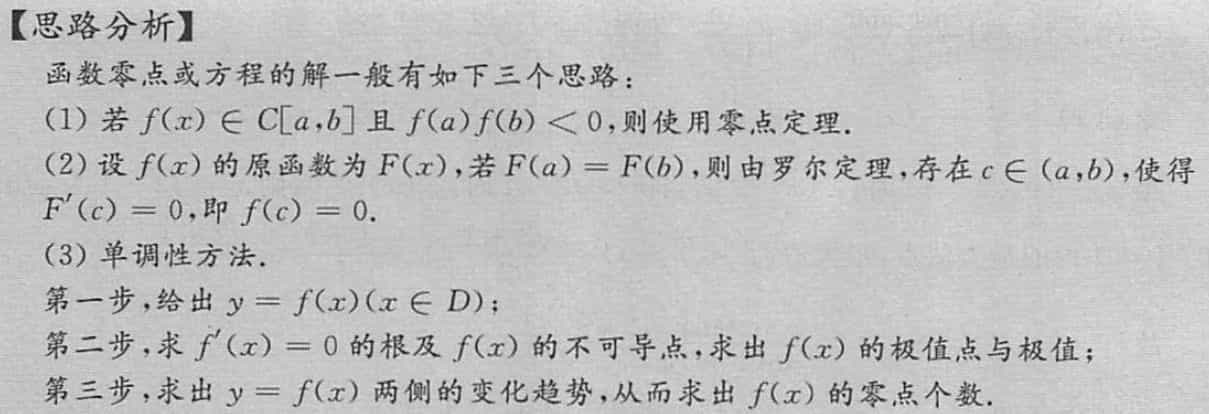 【思路分析】
函数零点或方程的解一般有如下三个思路:
(1) 若 f(x) ∈ C[a,b] 且 f(a)f(b) < 0,则使用零点定理.
(2) 设 f(x) 的原函数为 F(x),若 F(a) = F(b),则由罗尔定理,存在 c ∈ (a,b),使得
F′(c) = 0,即 f(c) = 0.
(3) 单调性方法.
第一步,给出 y = f(x)(x ∈ D);
第二步,求 f′(x) = 0 的根及 f(x) 的不可导点,求出 f(x) 的极值点与极值;
第三步,求出 y = f(x) 两侧的变化趋势,从而求出 f(x) 的零点个数.